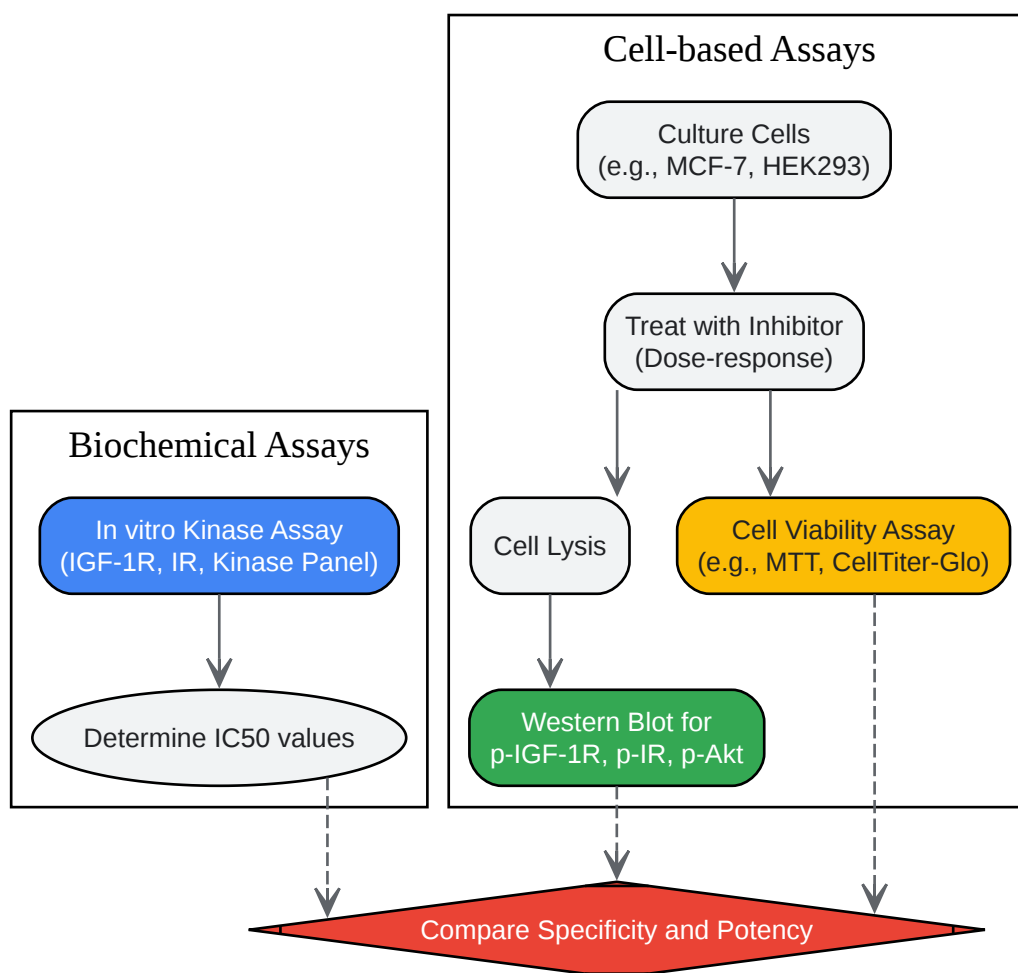 Cell-based Assays
Culture Cells
(e.g., MCF-7, HEK293)
Treat with Inhibitor
(Dose-response)
Biochemical Assays
In vitro Kinase Assay
(IGF-1R, IR, Kinase Panel)
Cell Lysis
Cell Viability Assay
(e.g., MTT, CellTiter-Glo)
Determine IC50 values
Western Blot for
p-IGF-1R, p-IR, p-Akt
Compare Specificity and Potency